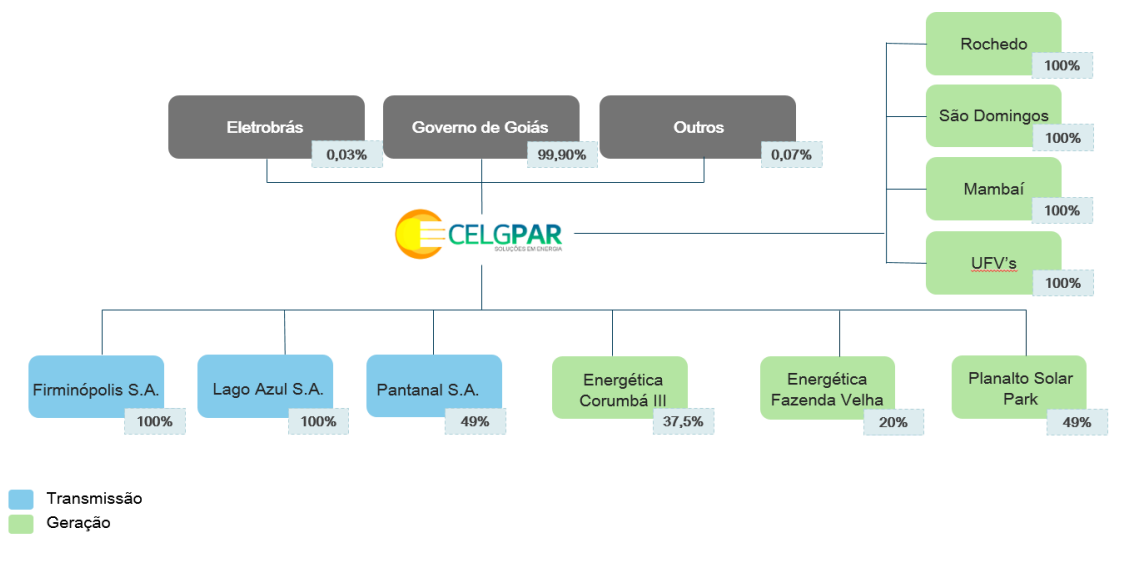 Rochedo
100%
São Domingos
100%
Mambaí
100%
UFV's
100%
Eletrobrás
0,03%
Governo de Goiás
99,90%
Outros
0,07%
CELGPAR
SOLUÇÕES EM ENERGIA
Firminópolis S.A.
100%
Lago Azul S.A.
100%
Pantanal S.A.
49%
Energética
Corumbá III
37,5%
Energética
Fazenda Velha
20%
Planalto Solar
Park
49%
Transmissão
Geração